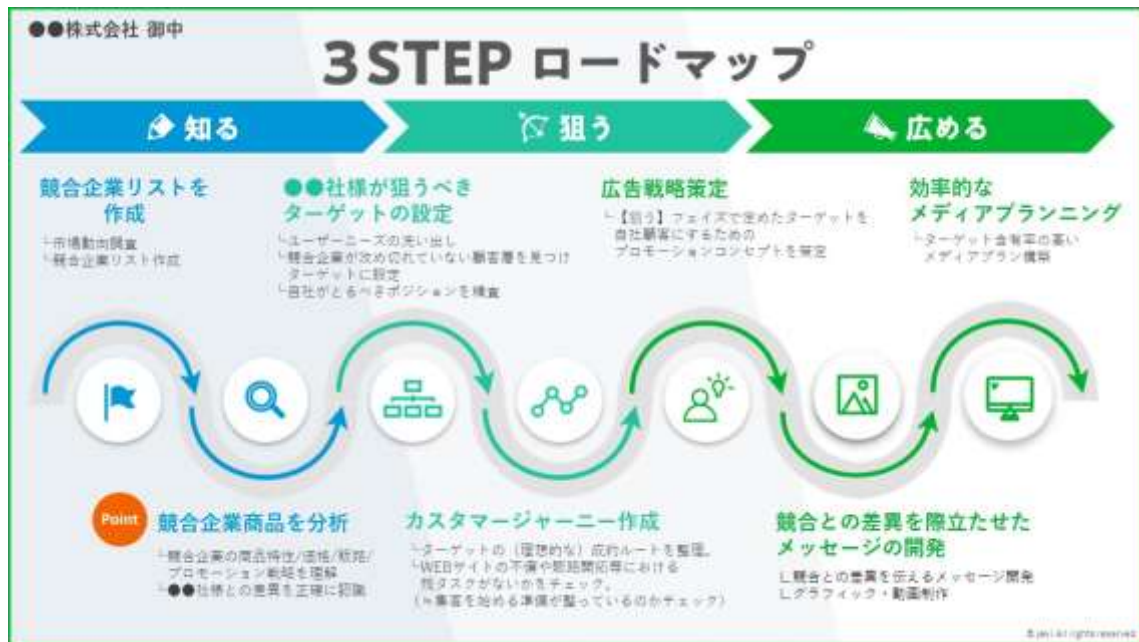 ●●株式会社 御中
3STEP ロードマップ
知る
狙う
広める
競合企業リストを
作成
└市場動向調査
└競合企業リスト作成
●●社様が狙うべき
ターゲットの設定
└ユーザーニーズの洗い出し
└競合企業が攻め切れていない顧客層を見つけ
ターゲットに設定
└自社がとるべきポジションを精査
広告戦略策定
└【狙う】フェイズで定めたターゲットを
自社顧客にするための
プロモーションコンセプトを策定
効率的な
メディアプランニング
└ターゲット含有率の高い
メディアプラン構築
Point
競合企業商品を分析
└競合企業の商品特性/価格/販路/
プロモーション戦略を理解
└●●社様との差異を正確に認識
カスタマージャーニー作成
└ターゲットの（理想的な）成約ルートを整理。
└WEBサイトの不備や販路開拓等における
残タスクがないかをチェック。
（≒集客を始める準備が整っているのかチェック）
競合との差異を際立たせた
メッセージの開発
∟競合との差異を伝えるメッセージ開発
∟グラフィック・動画制作
All rights reserved